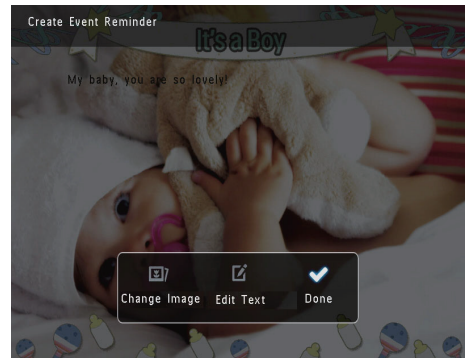 Create Event Reminder
It's a Boy
My baby, you are so lovely!
Change Image
Edit Text
Done